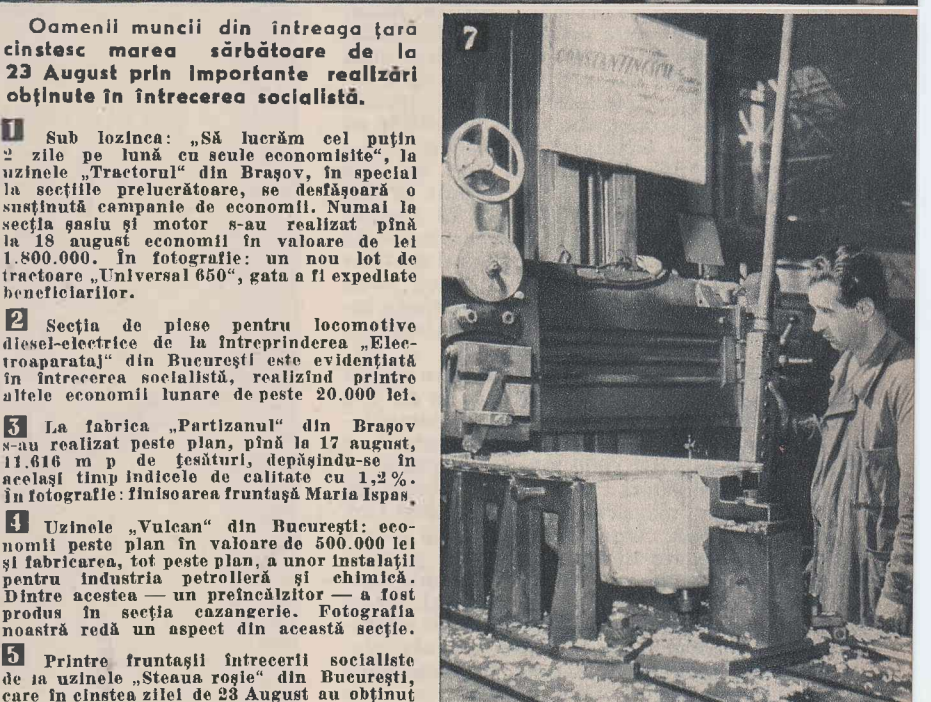 Oamenii muncii din întreaga țară
cinstesc marea sărbătoare de la
23 August prin importante realizări
obținute în întrecerea socialistă.
1 Sub lozinca: „Să lucrăm cel puțin
2 zile pe lună cu scule economisite“, la
uzinele „Tractorul“ din Brașov, în special
la secțiile prelucrătoare, se desfășoară o
susținută campanie de economii. Numai la
secția șasiu și motor s-au realizat pînă
la 18 august economii în valoare de lei
1.800.000. În fotografie: un nou lot de
tractoare „Universal 650“, gata a fi expediate
beneficiarilor.
2 Secția de piese pentru locomotive
diesel-electrice de la întreprinderea „Elec-
troaparataj“ din București este evidențiată
în întrecerea socialistă, realizînd printre
altele economii lunare de peste 20.000 lei.
3 La fabrica „Partizanul“ din Brașov
s-au realizat peste plan, pînă la 17 august,
11.616 m p de țesături, depășindu-se în
același timp indicele de calitate cu 1,2%.
În fotografie: finisoarea fruntașă Maria Ispas.
4 Uzinele „Vulcan“ din București: eco-
nomii peste plan în valoare de 500.000 lei
și fabricarea, tot peste plan, a unor instalații
pentru industria petrolieră și chimică.
Dintre acestea — un preîncălzitor — a fost
produs în secția cazangerie. Fotografia
noastră redă un aspect din această secție.
5 Printre fruntașii întrecerii socialiste
de la uzinele „Steaua roșie“ din București,
care în cinstea zilei de 23 August au obținut
7
CONSTANTINESCU